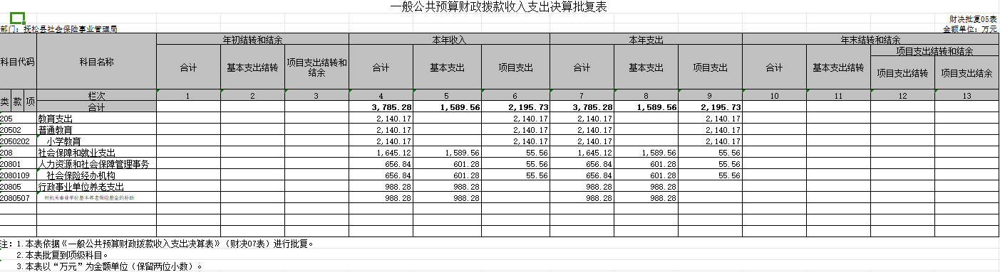 一般公共预算财政拨款收入支出决算批复表
财决批复05表
部门：抚松县社会保险事业管理局 金额单位：万元
科目代码 科目名称 年初结转和结余 本年收入 本年支出 年末结转和结余
合计 基本支出结转 项目支出结转和结余 合计 基本支出 项目支出 合计 基本支出 项目支出 合计 基本支出结转 项目支出结转和结余
项目支出结转 项目支出结余
类 款 项 栏次 1 2 3 4 5 6 7 8 9 10 11 12 13
合计 3,785.28 1,589.56 2,195.73 3,785.28 1,589.56 2,195.73
205 教育支出 2,140.17 2,140.17 2,140.17 2,140.17
20502 普通教育 2,140.17 2,140.17 2,140.17 2,140.17
2050202 小学教育 2,140.17 2,140.17 2,140.17 2,140.17
208 社会保障和就业支出 1,645.12 1,589.56 55.56 1,645.12 1,589.56 55.56
20801 人力资源和社会保障管理事务 656.84 601.28 55.56 656.84 601.28 55.56
2080109 社会保险经办机构 656.84 601.28 55.56 656.84 601.28 55.56
20805 行政事业单位养老支出 988.28 988.28 988.28 988.28
2080507 对机关事业单位基本养老保险基金的补助 988.28 988.28 988.28 988.28
注：1.本表依据《一般公共预算财政拨款收入支出决算表》（财决07表）进行批复。
2.本表批复到项级科目。
3.本表以“万元”为金额单位（保留两位小数）。